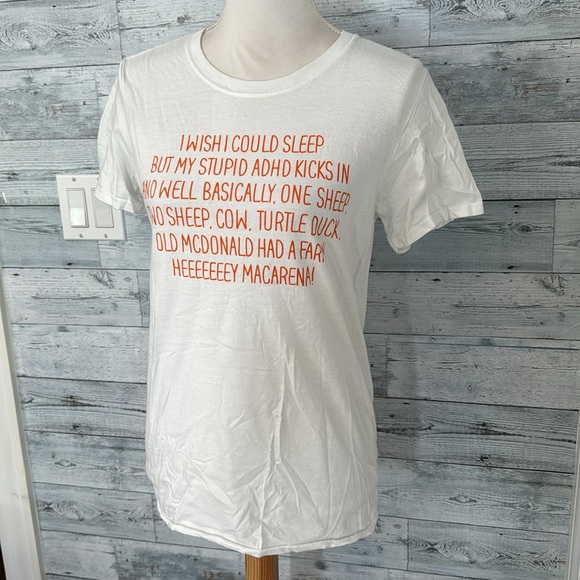 I WISH I COULD SLEEP
BUT MY STUPID ADHD KICKS IN
AND WELL BASICALLY, ONE SHEEP
TWO SHEEP, COW, TURTLE DUCK,
OLD MCDONALD HAD A FARM
HEEEEEEEY MACARENA!